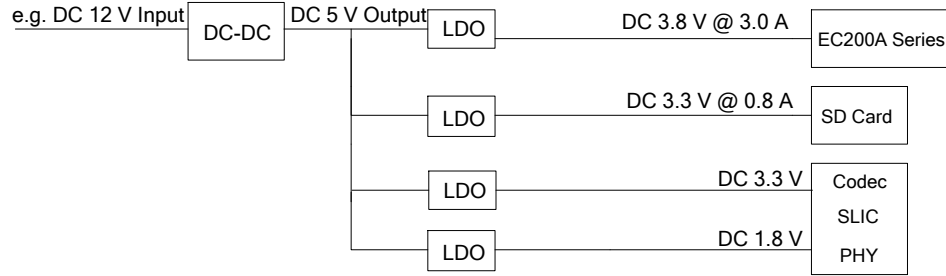 e.g. DC 12 V Input
DC-DC
DC 5 V Output
LDO
DC 3.8 V @ 3.0 A
EC200A Series
LDO
DC 3.3 V @ 0.8 A
SD Card
LDO
DC 3.3 V
Codec
SLIC
LDO
DC 1.8 V
PHY